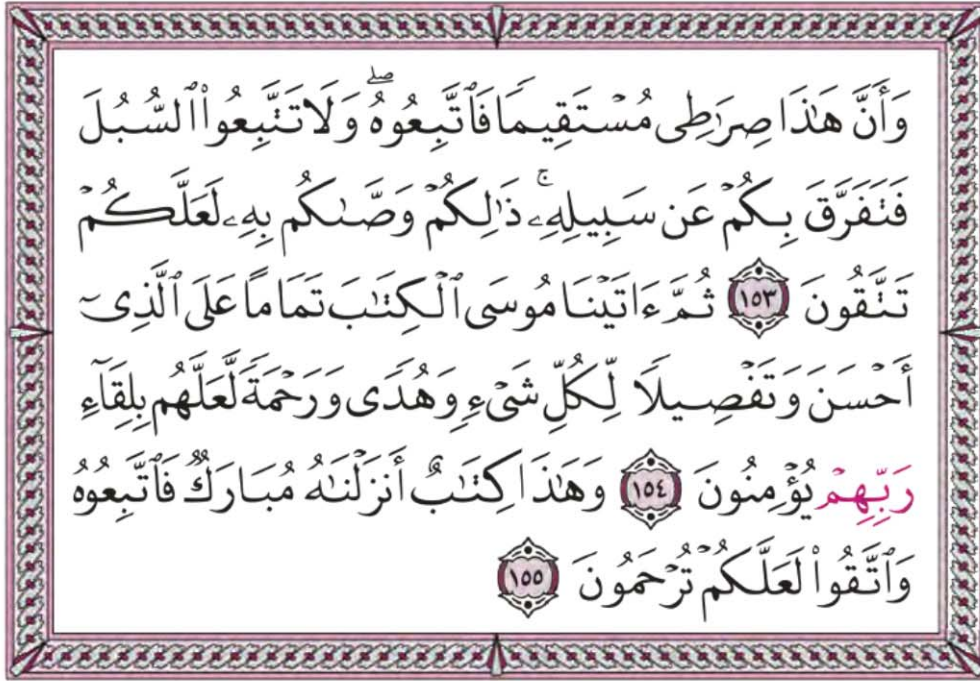 وَأَنَّ هَٰذَا صِرَٰطِى مُسْتَقِيمًا فَٱتَّبِعُوهُ ۖ وَلَا تَتَّبِعُوا۟ ٱلسُّبُلَ
فَتَفَرَّقَ بِكُمْ عَن سَبِيلِهِۦ ۚ ذَٰلِكُمْ وَصَّىٰكُم بِهِۦ لَعَلَّكُمْ
تَتَّقُونَ ١٥٣ ثُمَّ ءَاتَيْنَا مُوسَى ٱلْكِتَٰبَ تَمَامًا عَلَى ٱلَّذِىٓ
أَحْسَنَ وَتَفْصِيلًا لِّكُلِّ شَىْءٍ وَهُدًى وَرَحْمَةً لَّعَلَّهُم بِلِقَآءِ
رَبِّهِمْ يُؤْمِنُونَ ١٥٤ وَهَٰذَا كِتَٰبٌ أَنزَلْنَٰهُ مُبَارَكٌ فَٱتَّبِعُوهُ
وَٱتَّقُوا۟ لَعَلَّكُمْ تُرْحَمُونَ ١٥٥